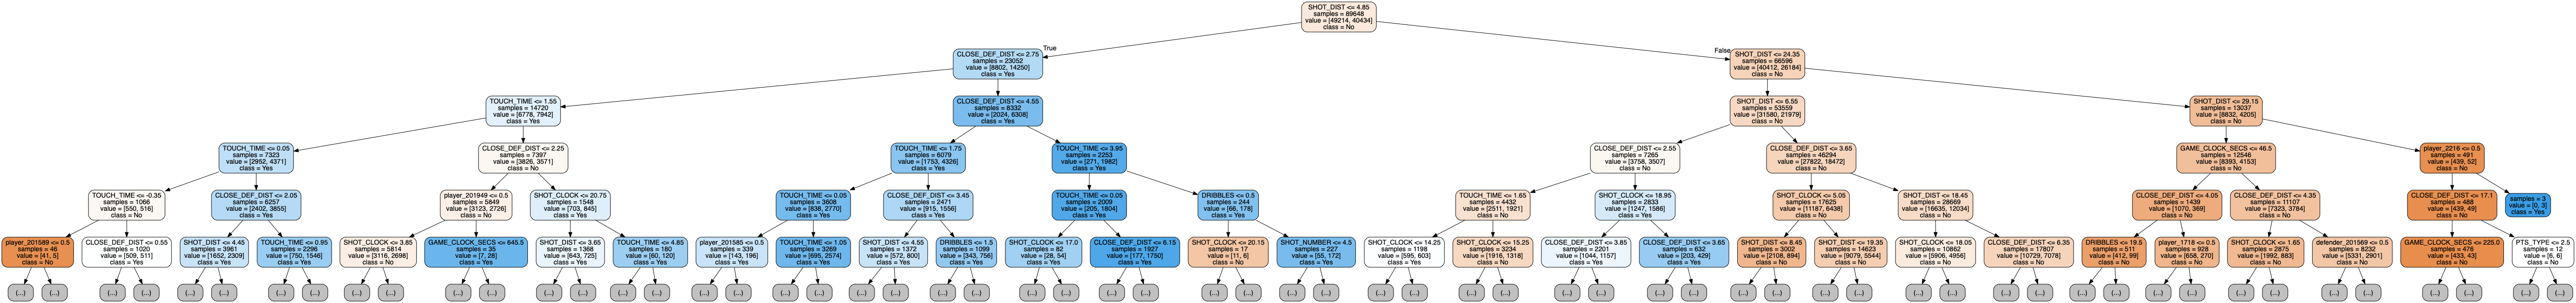 SHOT_DIST <= 4.85
samples = 89648
value = [49214, 40434]
class = No
True
False
CLOSE_DEF_DIST <= 2.75
samples = 23052
value = [8802, 14250]
class = Yes
SHOT_DIST <= 24.35
samples = 66596
value = [40412, 26184]
class = No
TOUCH_TIME <= 1.55
samples = 14720
value = [6778, 7942]
class = Yes
CLOSE_DEF_DIST <= 4.55
samples = 8332
value = [2024, 6308]
class = Yes
SHOT_DIST <= 6.55
samples = 53559
value = [31580, 21979]
class = No
SHOT_DIST <= 29.15
samples = 13037
value = [8832, 4205]
class = No
TOUCH_TIME <= 0.05
samples = 7323
value = [2952, 4371]
class = Yes
CLOSE_DEF_DIST <= 2.25
samples = 7397
value = [3826, 3571]
class = No
TOUCH_TIME <= 1.75
samples = 6079
value = [1753, 4326]
class = Yes
TOUCH_TIME <= 3.95
samples = 2253
value = [271, 1982]
class = Yes
CLOSE_DEF_DIST <= 2.55
samples = 7265
value = [3758, 3507]
class = No
CLOSE_DEF_DIST <= 3.65
samples = 46294
value = [27822, 18472]
class = No
GAME_CLOCK_SECS <= 46.5
samples = 12546
value = [8393, 4153]
class = No
player_2216 <= 0.5
samples = 491
value = [439, 52]
class = No
TOUCH_TIME <= -0.35
samples = 1066
value = [550, 516]
class = No
CLOSE_DEF_DIST <= 2.05
samples = 6257
value = [2402, 3855]
class = Yes
player_201949 <= 0.5
samples = 5849
value = [3123, 2726]
class = No
SHOT_CLOCK <= 20.75
samples = 1548
value = [703, 845]
class = Yes
TOUCH_TIME <= 0.05
samples = 3608
value = [838, 2770]
class = Yes
CLOSE_DEF_DIST <= 3.45
samples = 2471
value = [915, 1556]
class = Yes
TOUCH_TIME <= 0.05
samples = 2009
value = [205, 1804]
class = Yes
DRIBBLES <= 0.5
samples = 244
value = [66, 178]
class = Yes
TOUCH_TIME <= 1.65
samples = 4432
value = [2511, 1921]
class = No
SHOT_CLOCK <= 18.95
samples = 2833
value = [1247, 1586]
class = Yes
SHOT_CLOCK <= 5.05
samples = 17625
value = [11187, 6438]
class = No
SHOT_DIST <= 18.45
samples = 28669
value = [16635, 12034]
class = No
CLOSE_DEF_DIST <= 4.05
samples = 1439
value = [1070, 369]
class = No
CLOSE_DEF_DIST <= 4.35
samples = 11107
value = [7323, 3784]
class = No
CLOSE_DEF_DIST <= 17.1
samples = 488
value = [439, 49]
class = No
samples = 3
value = [0, 3]
class = Yes
player_201589 <= 0.5
samples = 46
value = [41, 5]
class = No
CLOSE_DEF_DIST <= 0.55
samples = 1020
value = [509, 511]
class = Yes
SHOT_DIST <= 4.45
samples = 3961
value = [1652, 2309]
class = Yes
TOUCH_TIME <= 0.95
samples = 2296
value = [750, 1546]
class = Yes
SHOT_CLOCK <= 3.85
samples = 5814
value = [3116, 2698]
class = No
GAME_CLOCK_SECS <= 645.5
samples = 35
value = [7, 28]
class = Yes
SHOT_DIST <= 3.65
samples = 1368
value = [643, 725]
class = Yes
TOUCH_TIME <= 4.85
samples = 180
value = [60, 120]
class = Yes
player_201585 <= 0.5
samples = 339
value = [143, 196]
class = Yes
TOUCH_TIME <= 1.05
samples = 3269
value = [695, 2574]
class = Yes
SHOT_DIST <= 4.55
samples = 1372
value = [572, 800]
class = Yes
DRIBBLES <= 1.5
samples = 1099
value = [343, 756]
class = Yes
SHOT_CLOCK <= 17.0
samples = 82
value = [28, 54]
class = Yes
CLOSE_DEF_DIST <= 6.15
samples = 1927
value = [177, 1750]
class = Yes
SHOT_CLOCK <= 20.15
samples = 17
value = [11, 6]
class = No
SHOT_NUMBER <= 4.5
samples = 227
value = [55, 172]
class = Yes
SHOT_CLOCK <= 14.25
samples = 1198
value = [595, 603]
class = Yes
SHOT_CLOCK <= 15.25
samples = 3234
value = [1916, 1318]
class = No
CLOSE_DEF_DIST <= 3.85
samples = 2201
value = [1044, 1157]
class = Yes
CLOSE_DEF_DIST <= 3.65
samples = 632
value = [203, 429]
class = Yes
SHOT_DIST <= 8.45
samples = 3002
value = [2108, 894]
class = No
SHOT_DIST <= 19.35
samples = 14623
value = [9079, 5544]
class = No
SHOT_CLOCK <= 18.05
samples = 10862
value = [5906, 4956]
class = No
CLOSE_DEF_DIST <= 6.35
samples = 17807
value = [10729, 7078]
class = No
DRIBBLES <= 19.5
samples = 511
value = [412, 99]
class = No
player_1718 <= 0.5
samples = 928
value = [658, 270]
class = No
SHOT_CLOCK <= 1.65
samples = 2875
value = [1992, 883]
class = No
defender_201569 <= 0.5
samples = 8232
value = [5331, 2901]
class = No
GAME_CLOCK_SECS <= 225.0
samples = 476
value = [433, 43]
class = No
PTS_TYPE <= 2.5
samples = 12
value = [6, 6]
class = No
(...) (...) (...) (...) (...) (...) (...) (...) (...) (...) (...) (...) (...) (...) (...) (...) (...) (...) (...) (...) (...) (...) (...) (...) (...) (...) (...) (...) (...) (...) (...) (...) (...) (...) (...) (...) (...) (...) (...) (...) (...) (...) (...) (...) (...) (...) (...) (...) (...) (...) (...) (...) (...) (...) (...) (...) (...) (...) (...) (...)